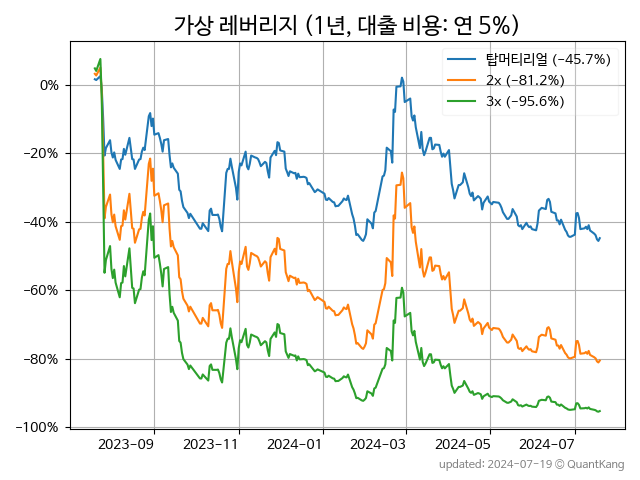 가상 레버리지 (1년, 대출 비용: 연 5%)
탑머티리얼 (−45.7%)
2x (−81.2%)
3x (−95.6%)
0%
−20%
−40%
−60%
−80%
−100%
2023-09 2023-11 2024-01 2024-03 2024-05 2024-07
updated: 2024-07-19 © QuantKang